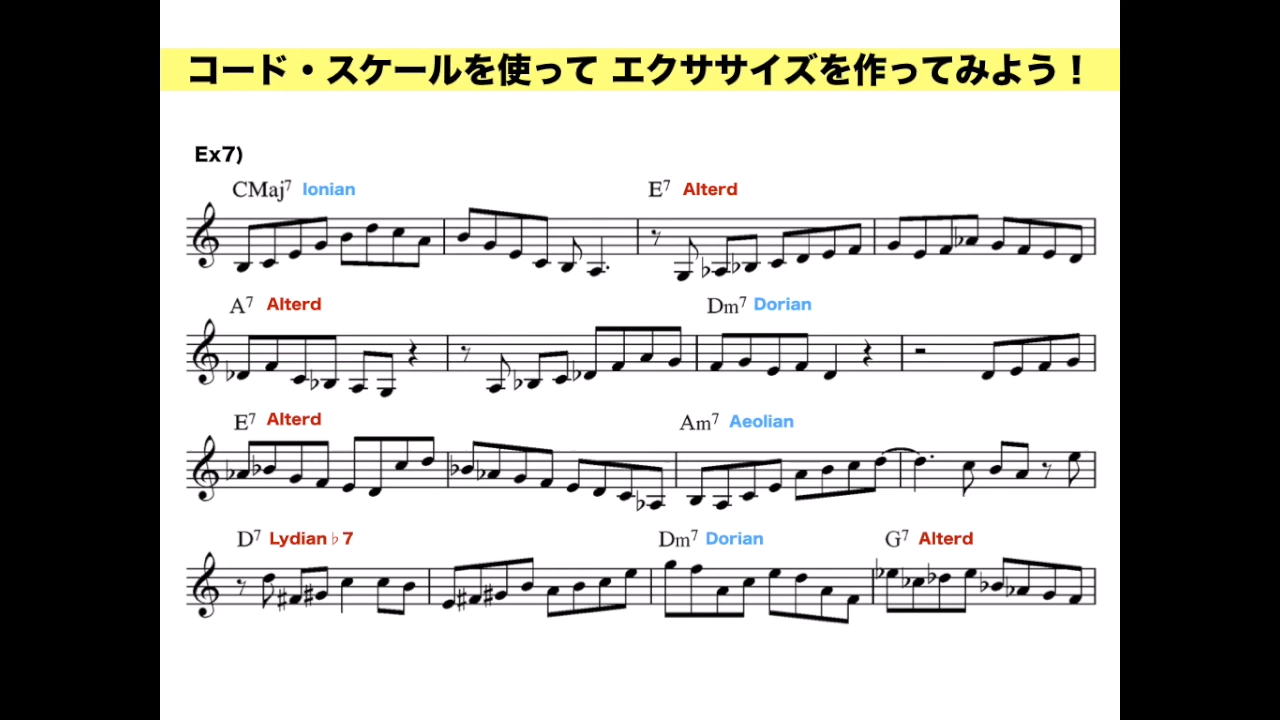 コード・スケールを使って エクササイズを作ってみよう！
Ex7)
CMaj7 Ionian E7 Alterd
A7 Alterd Dm7 Dorian
E7 Alterd Am7 Aeolian
D7 Lydian♭7 Dm7 Dorian G7 Alterd